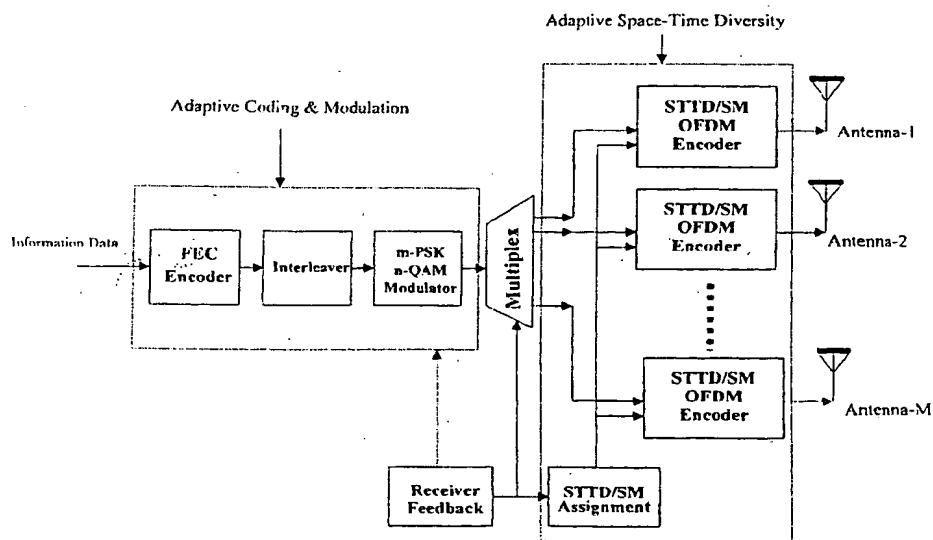 Adaptive Space-Time Diversity
Adaptive Coding & Modulation
STTD/SM
OFDM
Encoder
Antenna-1
Information Data
FEC
Encoder
Interleaver
m-PSK
n-QAM
Modulator
Multiplex
STTD/SM
OFDM
Encoder
Antenna-2
STTD/SM
OFDM
Encoder
Antenna-M
Receiver
Feedback
STTD/SM
Assignment